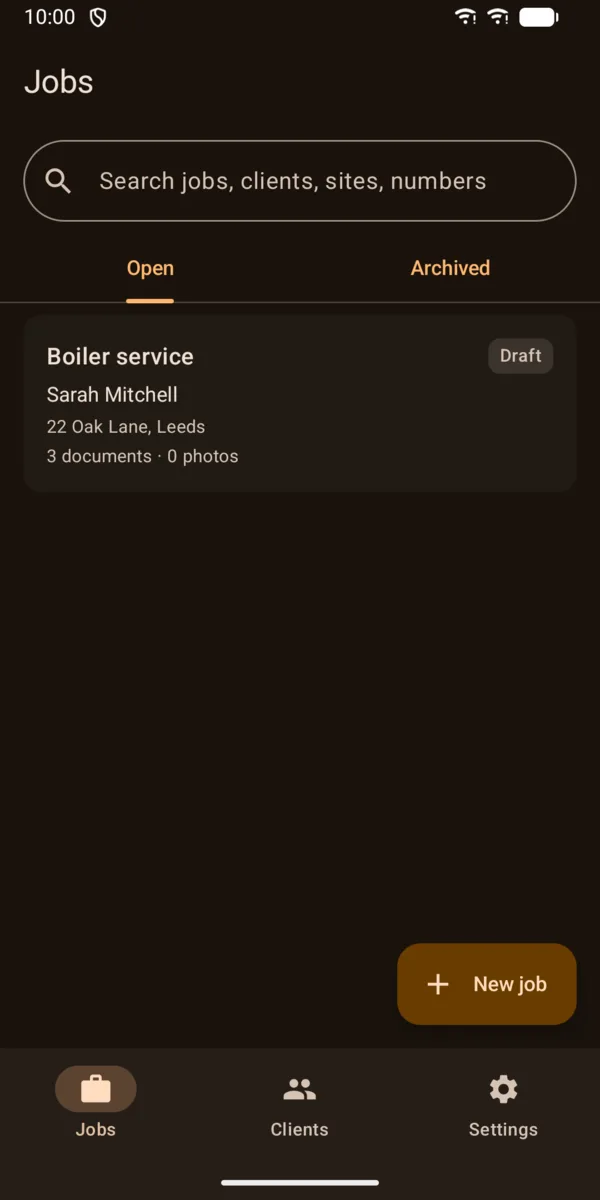 10:00
Jobs
Search jobs, clients, sites, numbers
Open
Archived
Boiler service
Draft
Sarah Mitchell
22 Oak Lane, Leeds
3 documents · 0 photos
New job
Jobs
Clients
Settings